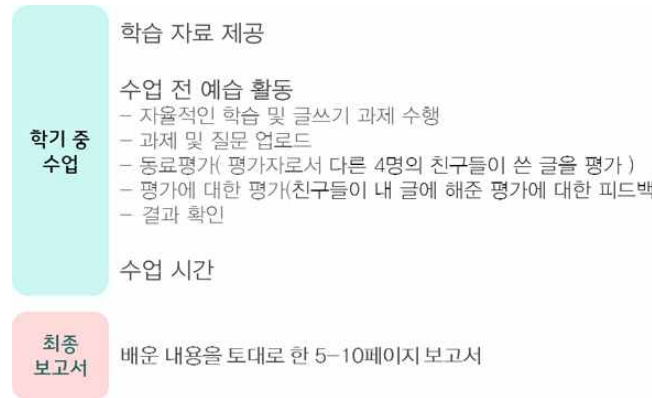 학기 중
수업
학습 자료 제공
수업 전 예습 활동
– 자율적인 학습 및 글쓰기 과제 수행
– 과제 및 질문 업로드
– 동료평가( 평가자로서 다른 4명의 친구들이 쓴 글을 평가 )
– 평가에 대한 평가(친구들이 내 글에 해준 평가에 대한 피드백
– 결과 확인
수업 시간
최종
보고서
배운 내용을 토대로 한 5–10페이지 보고서